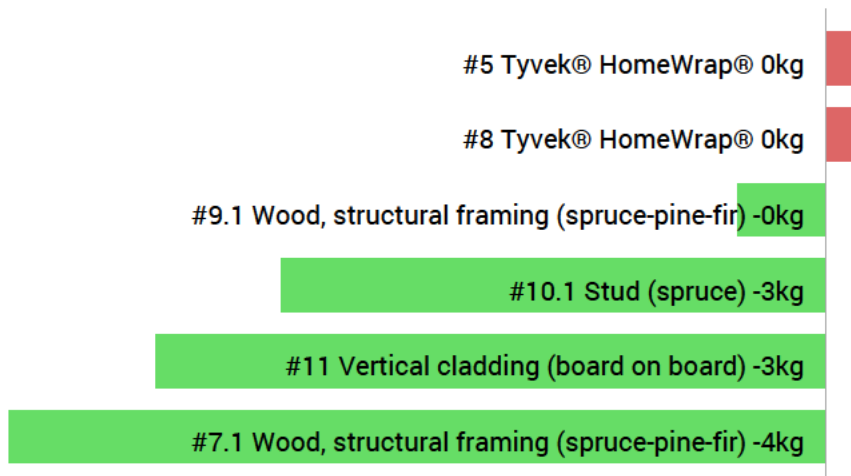 #5 Tyvek® HomeWrap® 0kg
#8 Tyvek® HomeWrap® 0kg
#9.1 Wood, structural framing (spruce-pine-fir) -0kg
#10.1 Stud (spruce) -3kg
#11 Vertical cladding (board on board) -3kg
#7.1 Wood, structural framing (spruce-pine-fir) -4kg